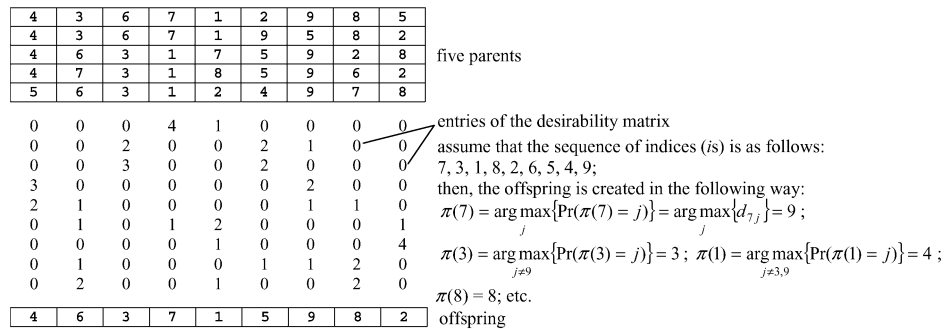 4 3 6 7 1 2 9 8 5
4 3 6 7 1 9 5 8 2
4 6 3 1 7 5 9 2 8
4 7 3 1 8 5 9 6 2
5 6 3 1 2 4 9 7 8
five parents
0 0 0 4 1 0 0 0 0
0 0 2 0 0 2 1 0 0
0 0 3 0 0 2 0 0 0
3 0 0 0 0 0 2 0 0
2 1 0 0 0 0 1 1 0
0 1 0 1 2 0 0 0 1
0 0 0 0 1 0 0 0 4
0 1 0 0 0 1 1 2 0
0 2 0 0 1 0 0 2 0
entries of the desirability matrix
assume that the sequence of indices (is) is as follows:
7, 3, 1, 8, 2, 6, 5, 4, 9;
then, the offspring is created in the following way:
π(7) = arg max_j {Pr(π(7) = j)} = arg max_j {d_{7j}} = 9 ;
π(3) = arg max_{j≠9} {Pr(π(3) = j)} = 3 ; π(1) = arg max_{j≠3,9} {Pr(π(1) = j)} = 4 ;
π(8) = 8; etc.
4 6 3 7 1 5 9 8 2
offspring